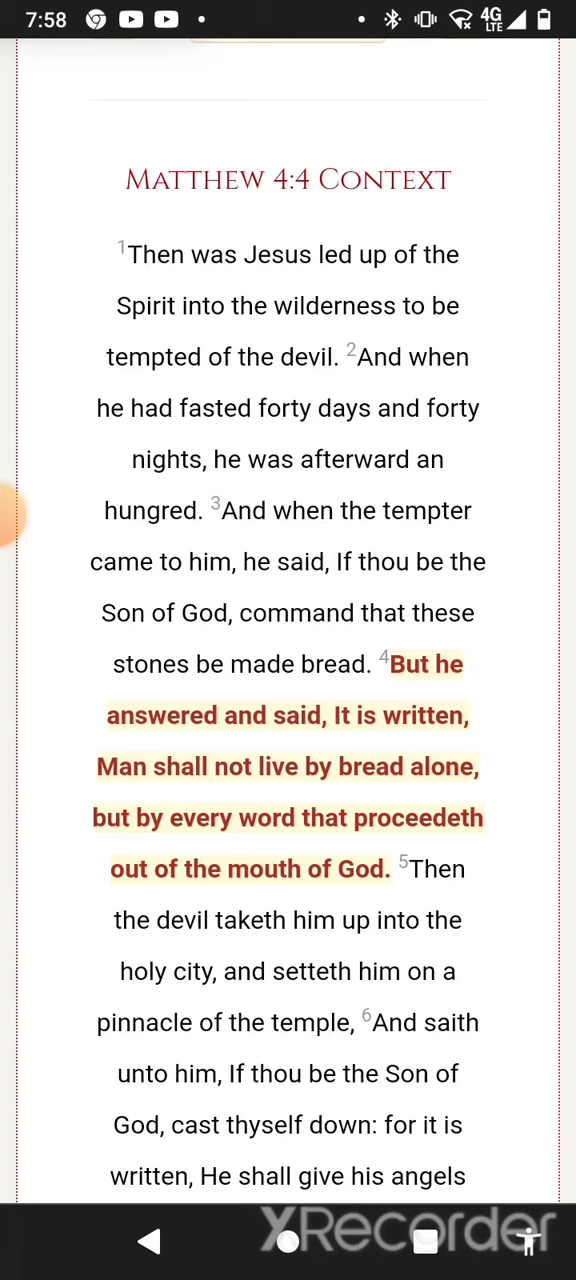 7:58
4G
LTE
Matthew 4:4 Context
1Then was Jesus led up of the
Spirit into the wilderness to be
tempted of the devil. 2And when
he had fasted forty days and forty
nights, he was afterward an
hungred. 3And when the tempter
came to him, he said, If thou be the
Son of God, command that these
stones be made bread. 4But he
answered and said, It is written,
Man shall not live by bread alone,
but by every word that proceedeth
out of the mouth of God. 5Then
the devil taketh him up into the
holy city, and setteth him on a
pinnacle of the temple, 6And saith
unto him, If thou be the Son of
God, cast thyself down: for it is
written, He shall give his angels
XRecorder